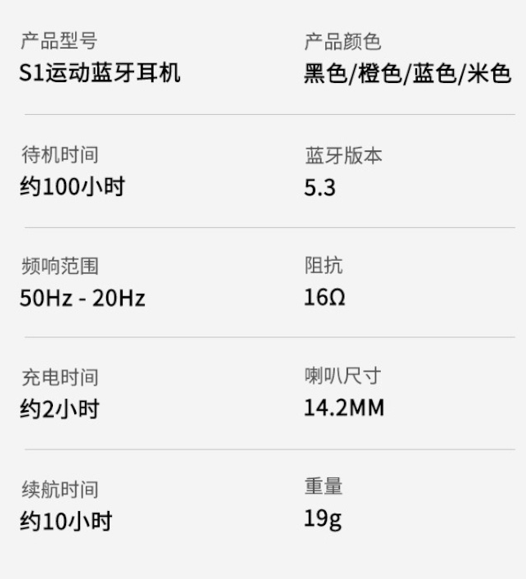 产品型号
S1运动蓝牙耳机
产品颜色
黑色/橙色/蓝色/米色
待机时间
约100小时
蓝牙版本
5.3
频响范围
50Hz - 20Hz
阻抗
16Ω
充电时间
约2小时
喇叭尺寸
14.2MM
续航时间
约10小时
重量
19g